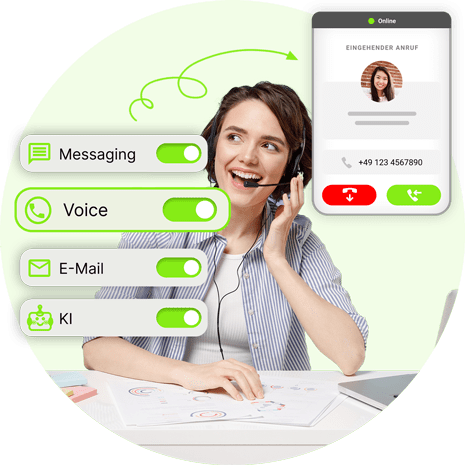 Online
EINGEHENDER ANRUF
+49 123 4567890
Messaging
Voice
E-Mail
KI